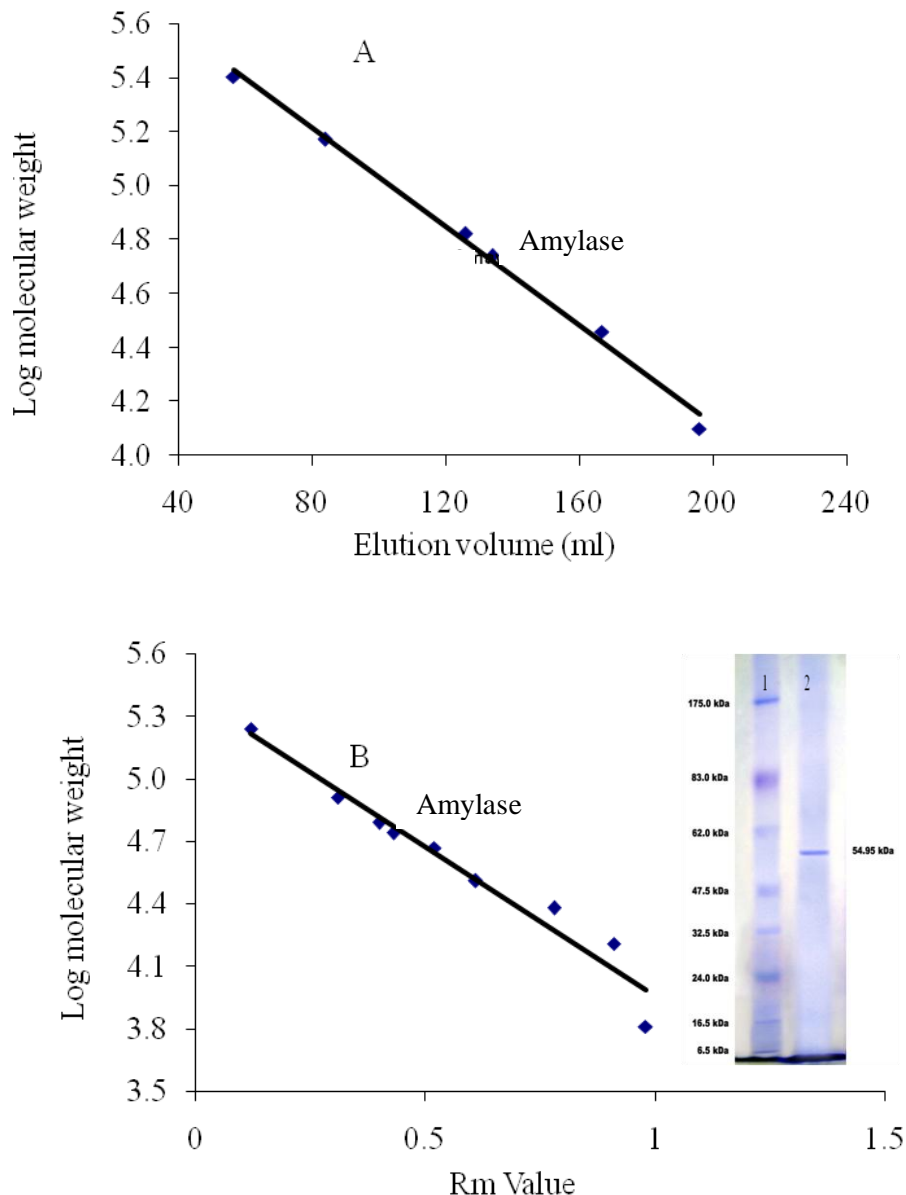 5.6
A
5.4
5.2
5.0
4.8
Amylase
4.6
4.4
4.2
4.0
40 80 120 160 200 240
Log molecular weight
Elution volume (ml)
5.6
5.3
B
5.0
Amylase
4.7
4.4
4.1
3.8
3.5
0 0.5 1 1.5
Log molecular weight
Rm Value
1 2
175.0 kDa
83.0 kDa
62.0 kDa
54.95 kDa
47.5 kDa
32.5 kDa
24.0 kDa
16.5 kDa
6.5 kDa